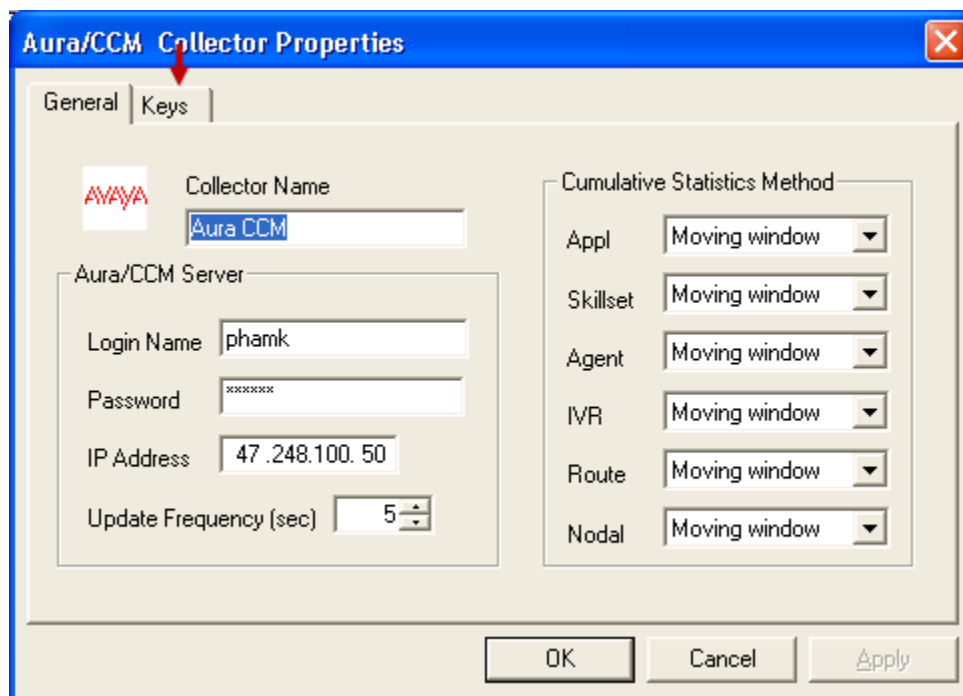 Aura/CCM Collector Properties
General
Keys
AVAYA
Collector Name
Aura CCM
Aura/CCM Server
Login Name
phamk
Password
xxxxxx
IP Address
47 .248.100. 50
Update Frequency (sec)
5
Cumulative Statistics Method
Appl
Moving window
Skillset
Moving window
Agent
Moving window
IVR
Moving window
Route
Moving window
Nodal
Moving window
OK
Cancel
Apply